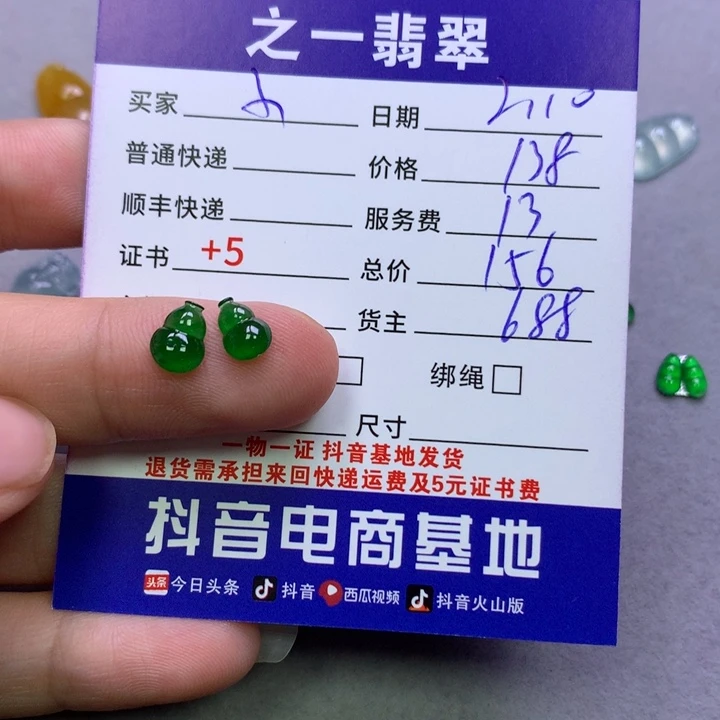 之一翡翠
买家 日期
普通快递 价格 138
顺丰快递 服务费 13
证书 +5 总价 156
货主 688
绑绳
尺寸
一物一证 抖音基地发货
退货需承担来回快递运费及5元证书费
抖音电商基地
头条 今日头条 抖音 西瓜视频 抖音火山版